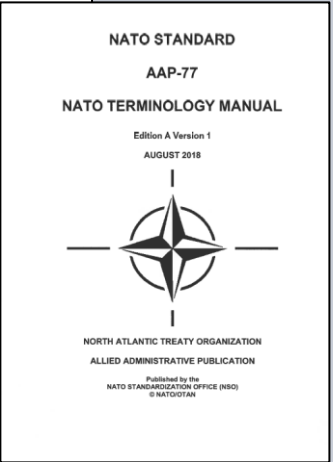 NATO STANDARD
AAP-77
NATO TERMINOLOGY MANUAL
Edition A Version 1
AUGUST 2018
NORTH ATLANTIC TREATY ORGANIZATION
ALLIED ADMINISTRATIVE PUBLICATION
Published by the
NATO STANDARDIZATION OFFICE (NSO)
© NATO/OTAN